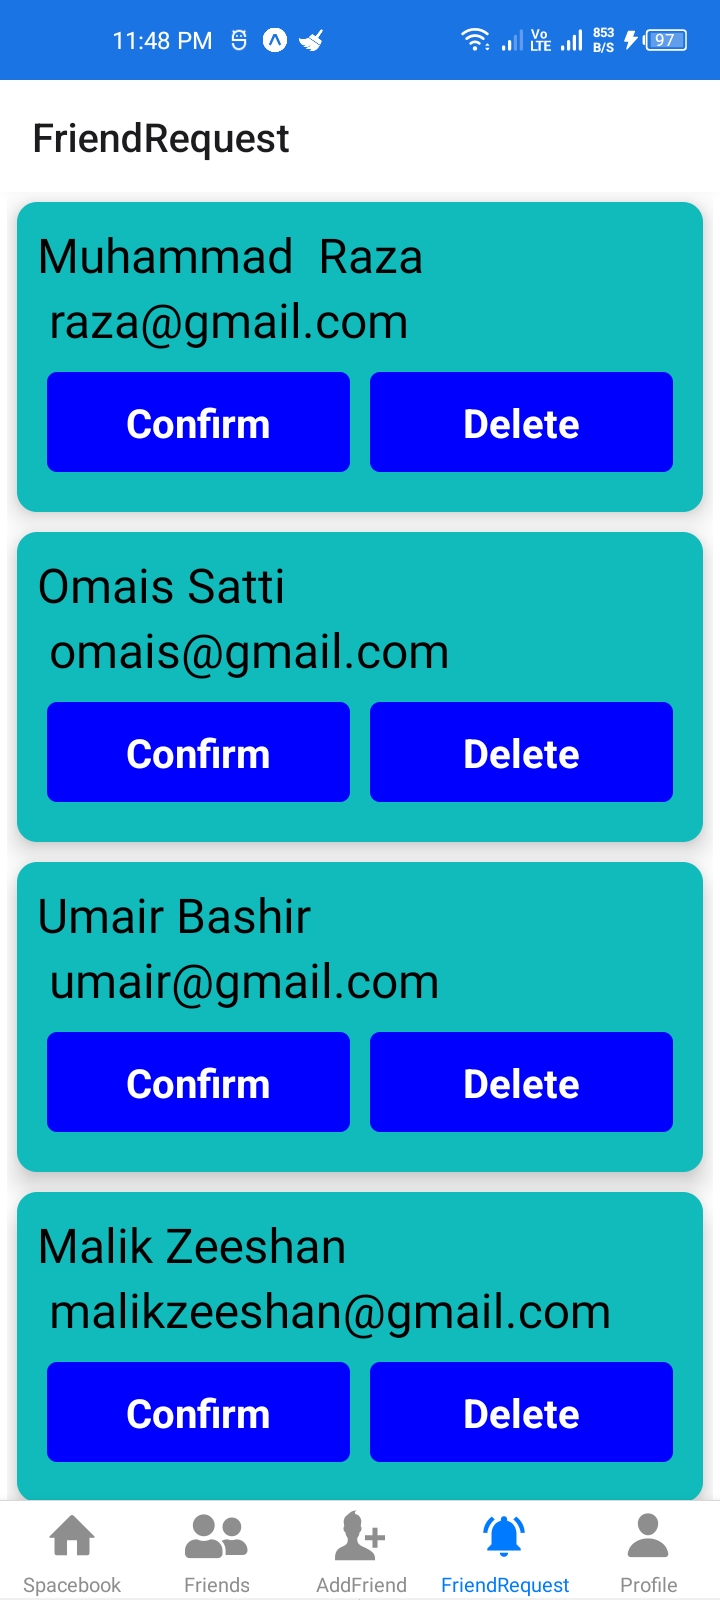 11:48 PM Vo LTE 853 B/S 97
FriendRequest
Muhammad  Raza
raza@gmail.com
Confirm Delete
Omais Satti
omais@gmail.com
Confirm Delete
Umair Bashir
umair@gmail.com
Confirm Delete
Malik Zeeshan
malikzeeshan@gmail.com
Confirm Delete
Spacebook Friends AddFriend FriendRequest Profile